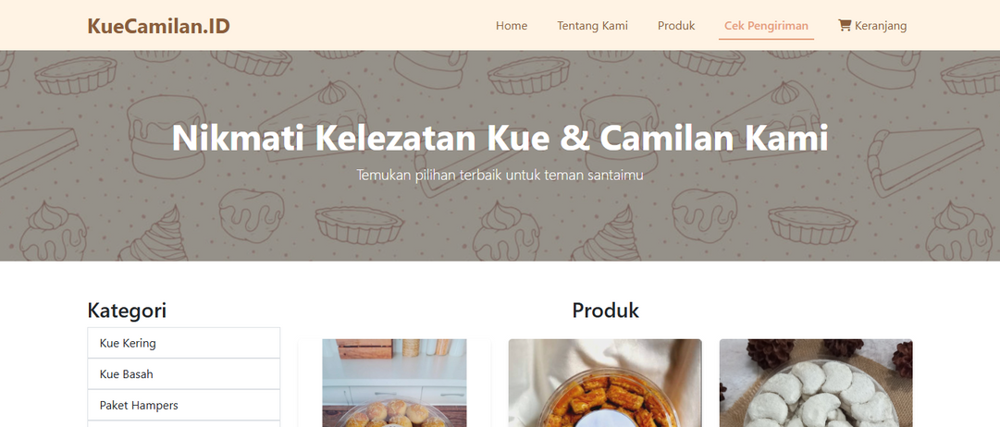 KueCamilan.ID
Home Tentang Kami Produk Cek Pengiriman Keranjang
Nikmati Kelezatan Kue & Camilan Kami
Temukan pilihan terbaik untuk teman santaimu
Kategori
Kue Kering
Kue Basah
Paket Hampers
Produk